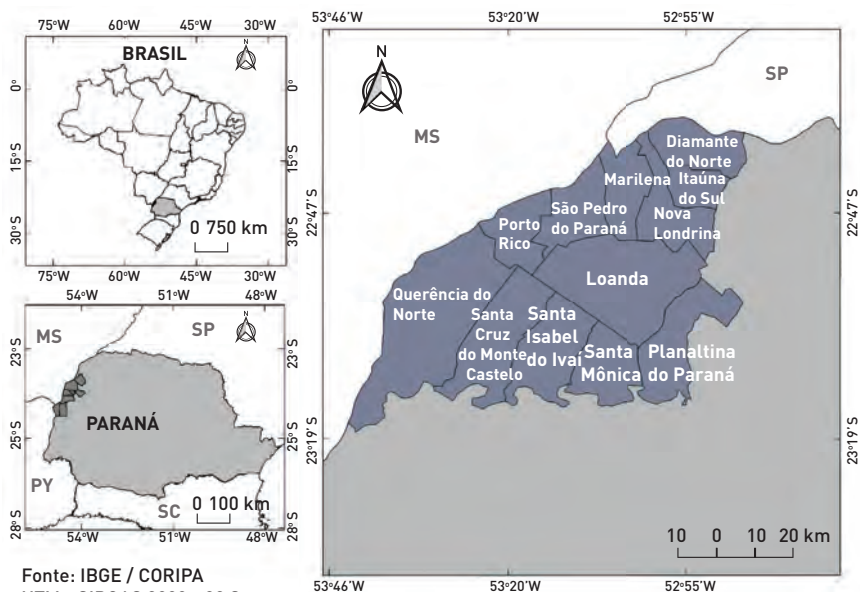 75°W 60°W 45°W 30°W
BRASIL
N
0°
15°S
30°S
0°
15°S
30°S
0 750 km
75°W 60°W 45°W 30°W
54°W 51°W 48°W
MS
SP
N
23°S
25°S
28°S
23°S
25°S
28°S
PARANÁ
PY
SC
0 100 km
54°W 51°W 48°W
Fonte: IBGE / CORIPA
53°46'W 53°20'W 52°55'W
N
SP
MS
22°47'S
23°19'S
22°47'S
23°19'S
Diamante
do Norte
Marilena
Itaúna
do Sul
São Pedro
do Paraná
Nova
Londrina
Porto
Rico
Loanda
Querência do
Norte
Santa
Cruz
do Monte
Castelo
Santa
Isabel
do Ivaí
Santa
Mônica
Planaltina
do Paraná
10 0 10 20 km
53°46'W 53°20'W 52°55'W